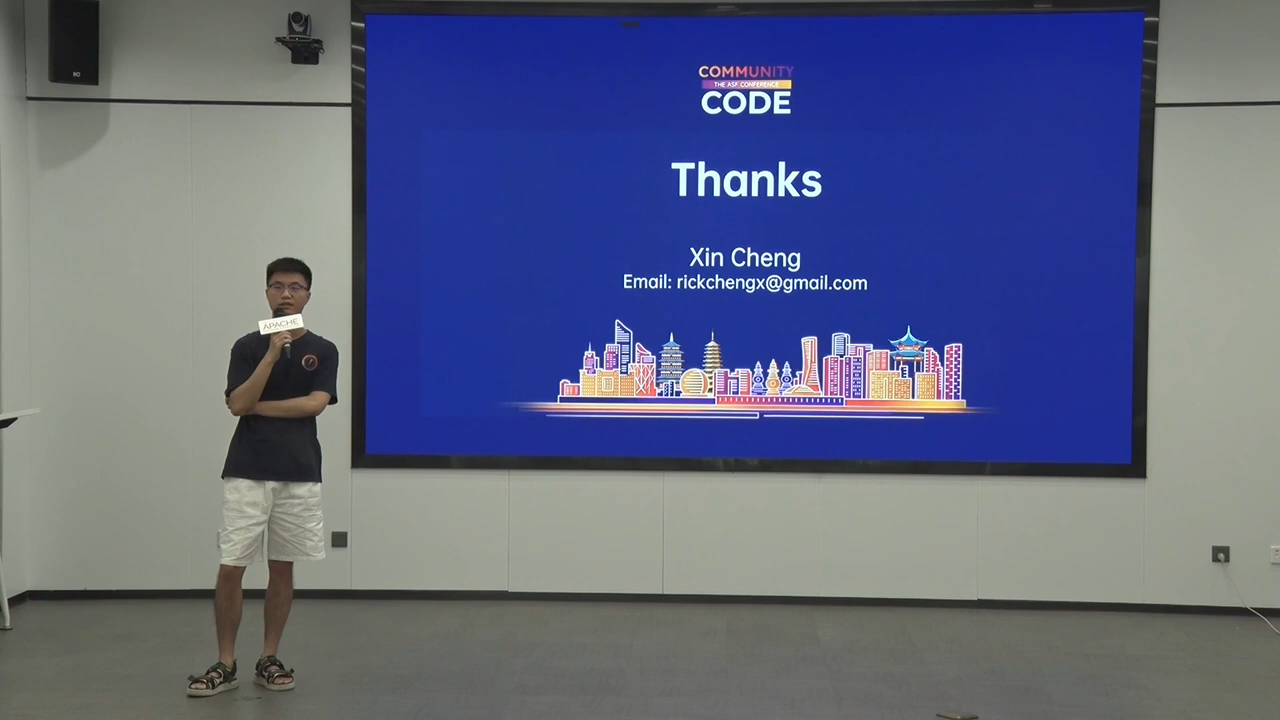 COMMUNITY
THE ASF CONFERENCE
CODE
Thanks
Xin Cheng
Email: rickchengx@gmail.com
APACHE